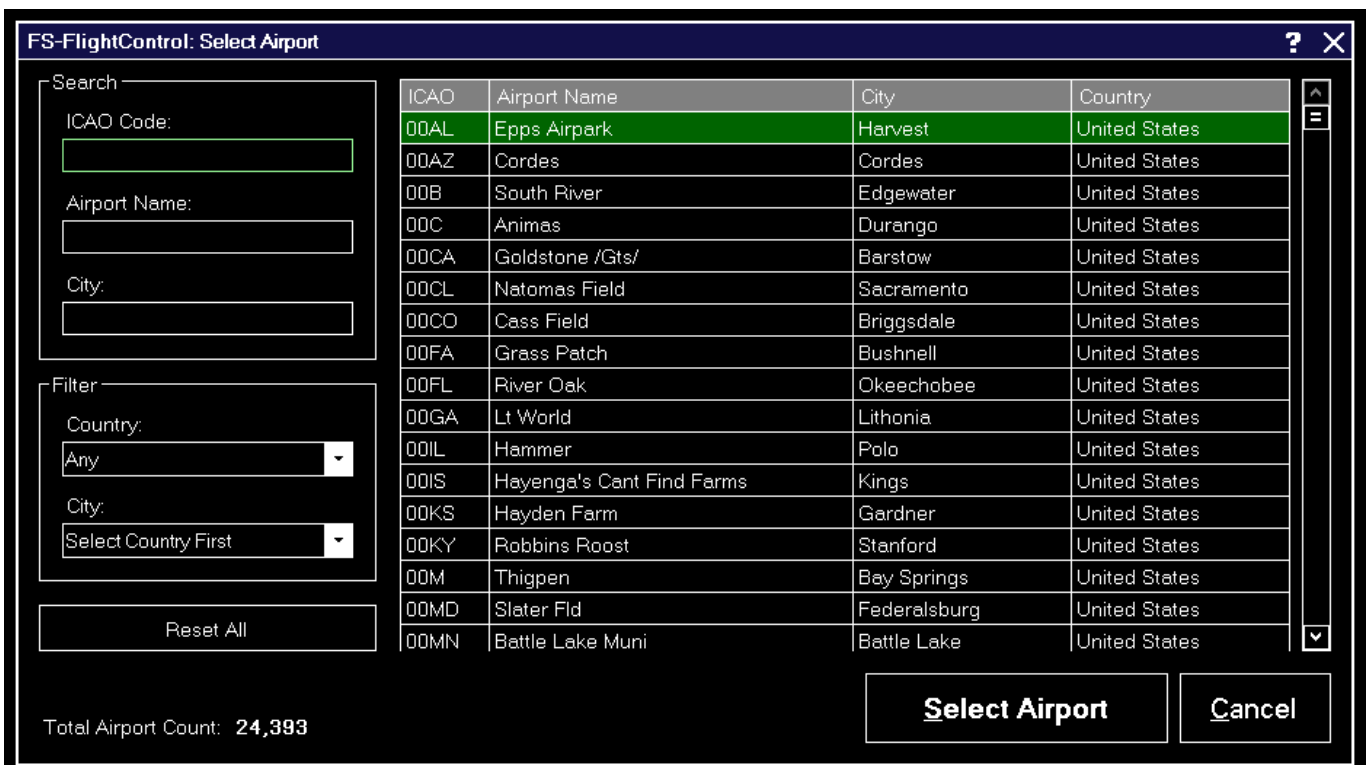 FS-FlightControl: Select Airport ? X
Search
ICAO Code:
Airport Name:
City:
Filter
Country:
Any
City:
Select Country First
Reset All
Total Airport Count: 24,393
ICAO Airport Name City Country
00AL Epps Airpark Harvest United States
00AZ Cordes Cordes United States
00B South River Edgewater United States
00C Animas Durango United States
00CA Goldstone /Gts/ Barstow United States
00CL Natomas Field Sacramento United States
00CO Cass Field Briggsdale United States
00FA Grass Patch Bushnell United States
00FL River Oak Okeechobee United States
00GA Lt World Lithonia United States
00IL Hammer Polo United States
00IS Hayenga's Cant Find Farms Kings United States
00KS Hayden Farm Gardner United States
00KY Robbins Roost Stanford United States
00M Thigpen Bay Springs United States
00MD Slater Fld Federalsburg United States
00MN Battle Lake Muni Battle Lake United States
Select Airport
Cancel